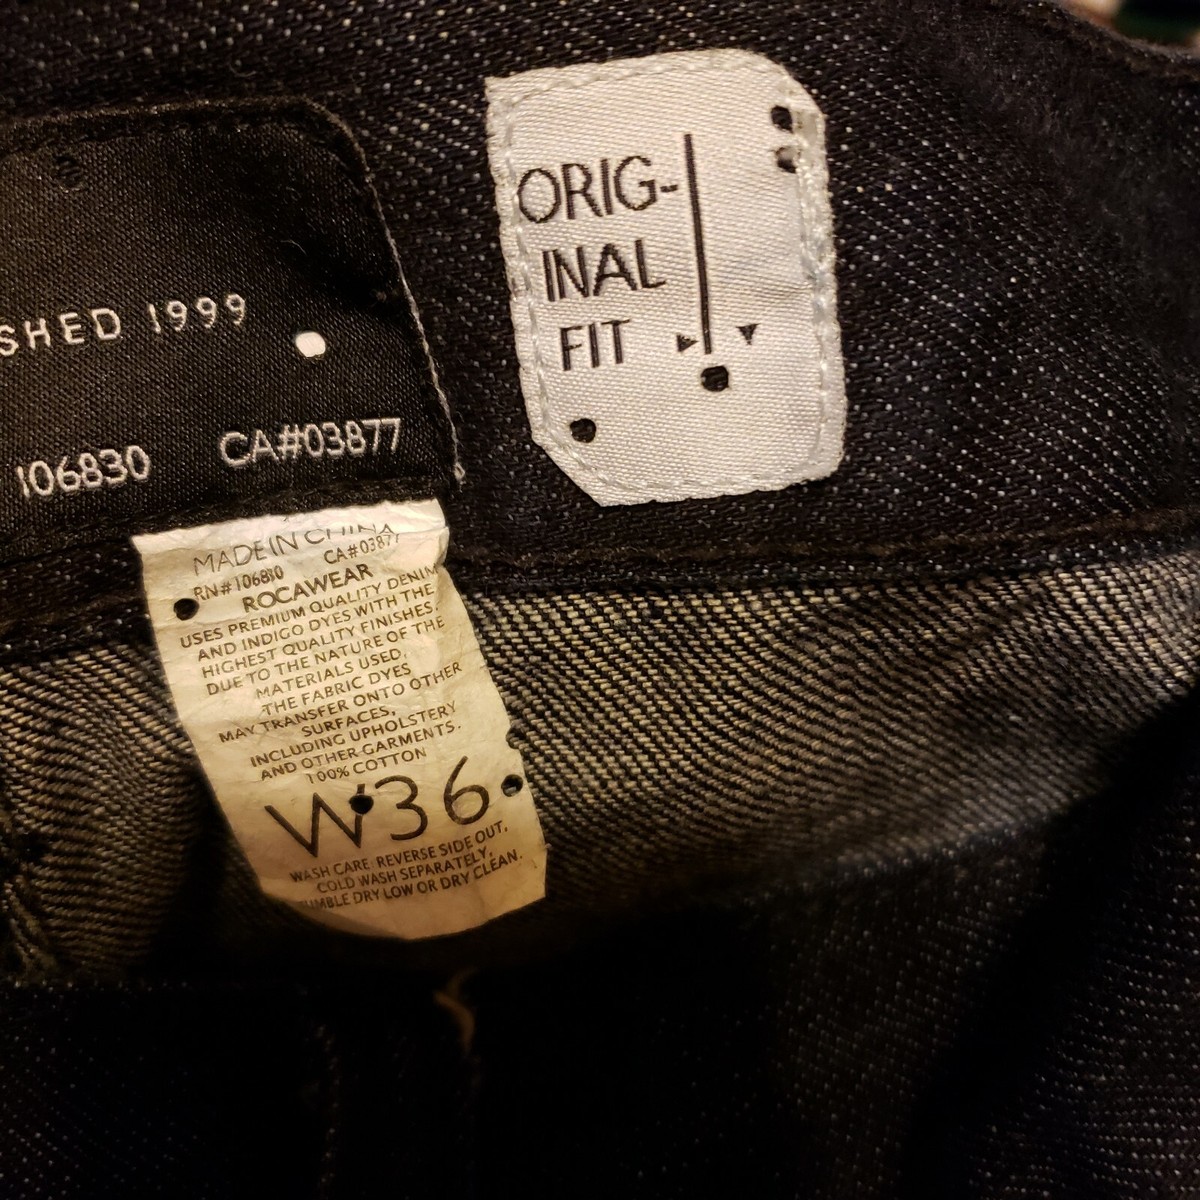 SHED 1999
106830 CA#03877
ORIG-
INAL
FIT
MADE IN CHINA
RN#106830 CA#03877
ROCAWEAR
USES PREMIUM QUALITY DENIM
AND INDIGO DYES WITH THE
HIGHEST QUALITY FINISHES.
DUE TO THE NATURE OF THE
MATERIALS USED,
THE FABRIC DYES
MAY TRANSFER ONTO OTHER
SURFACES,
INCLUDING UPHOLSTERY
AND OTHER GARMENTS.
100% COTTON
W36
WASH CARE: REVERSE SIDE OUT,
COLD WASH SEPARATELY,
TUMBLE DRY LOW OR DRY CLEAN.